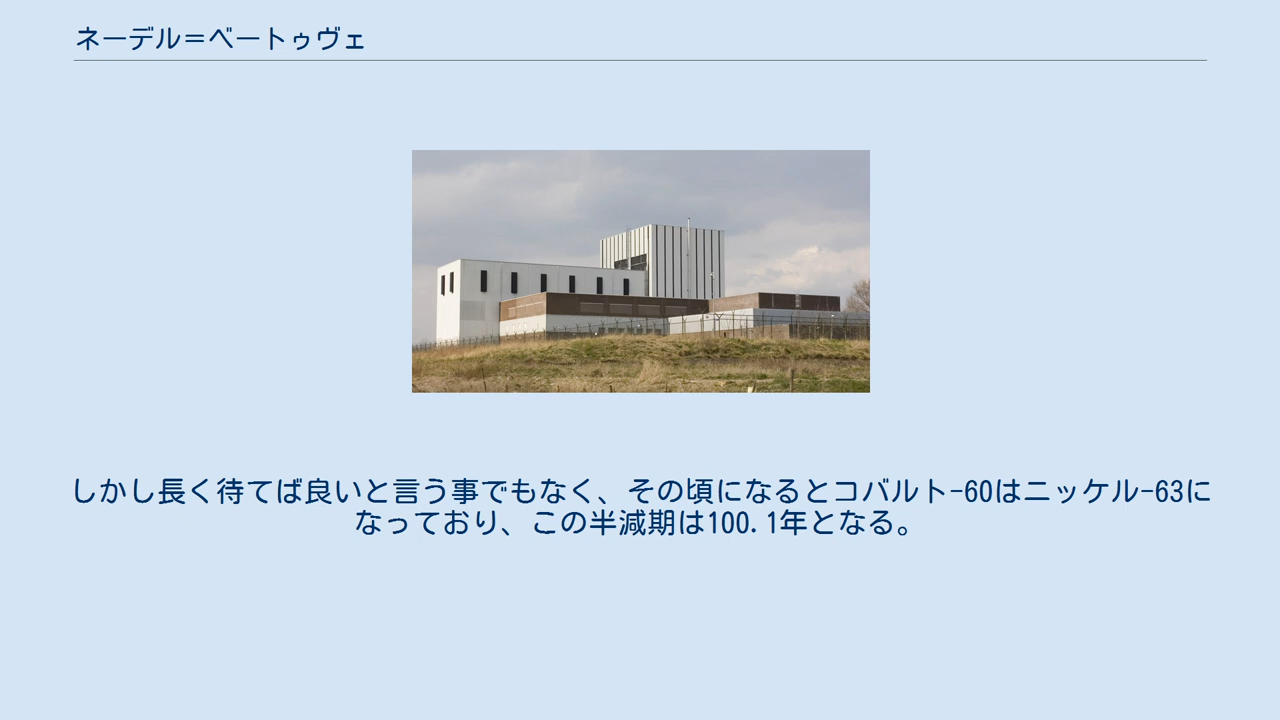 ネーデル＝ベートゥヴェ
しかし長く待てば良いと言う事でもなく、その頃になるとコバルト-60はニッケル-63に
なっており、この半減期は100.1年となる。